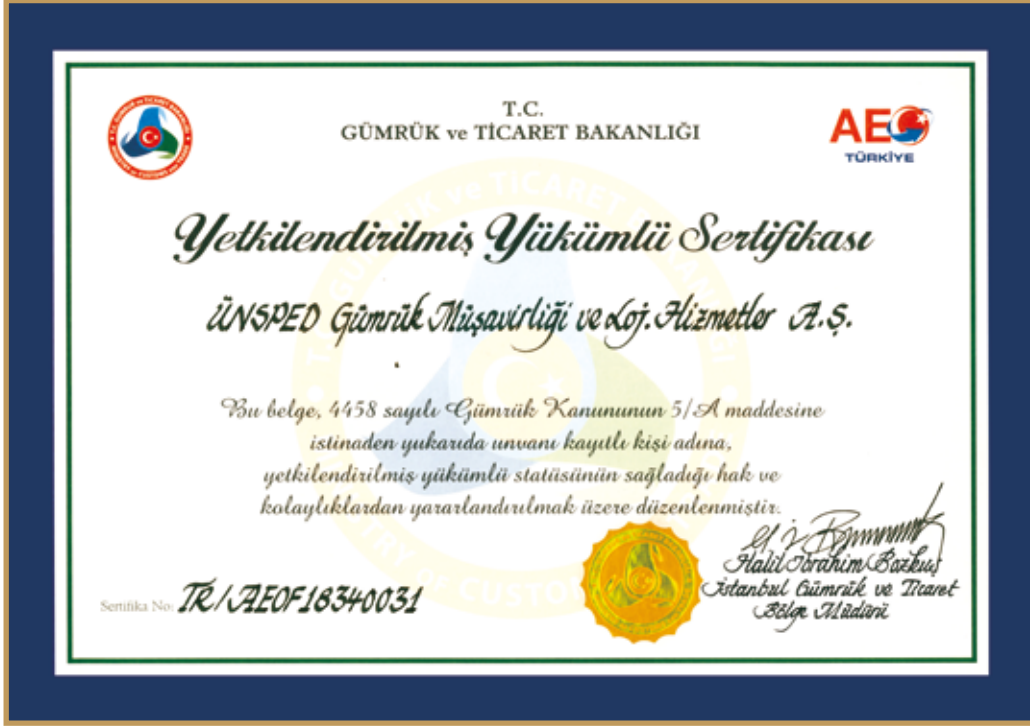 T.C.
GÜMRÜK ve TİCARET BAKANLIĞI
AEO
TÜRKİYE
Yetkilendirilmiş Yükümlü Sertifikası
ÜNSPED Gümrük Müşavirliği ve Loj. Hizmetler A.Ş.
Bu belge, 4458 sayılı Gümrük Kanununun 5/A maddesine
istinaden yukarıda unvanı kayıtlı kişi adına,
yetkilendirilmiş yükümlü statüsünün sağladığı hak ve
kolaylıklardan yararlandırılmak üzere düzenlenmiştir.
Halil İbrahim Bozkuş
İstanbul Gümrük ve Ticaret
Bölge Müdürü
Sertifika No: TR/AEOF18340031